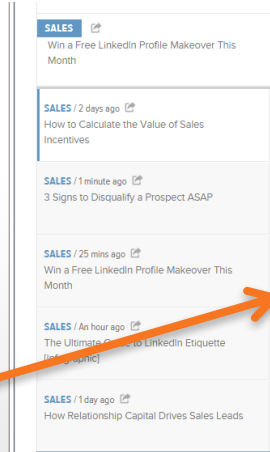 SALES
Win a Free LinkedIn Profile Makeover This
Month
SALES / 2 days ago
How to Calculate the Value of Sales
Incentives
SALES / 1 minute ago
3 Signs to Disqualify a Prospect ASAP
SALES / 25 mins ago
Win a Free LinkedIn Profile Makeover This
Month
SALES / An hour ago
The Ultimate to LinkedIn Etiquette
[Infographic]
SALES / 1 day ago
How Relationship Capital Drives Sales Leads